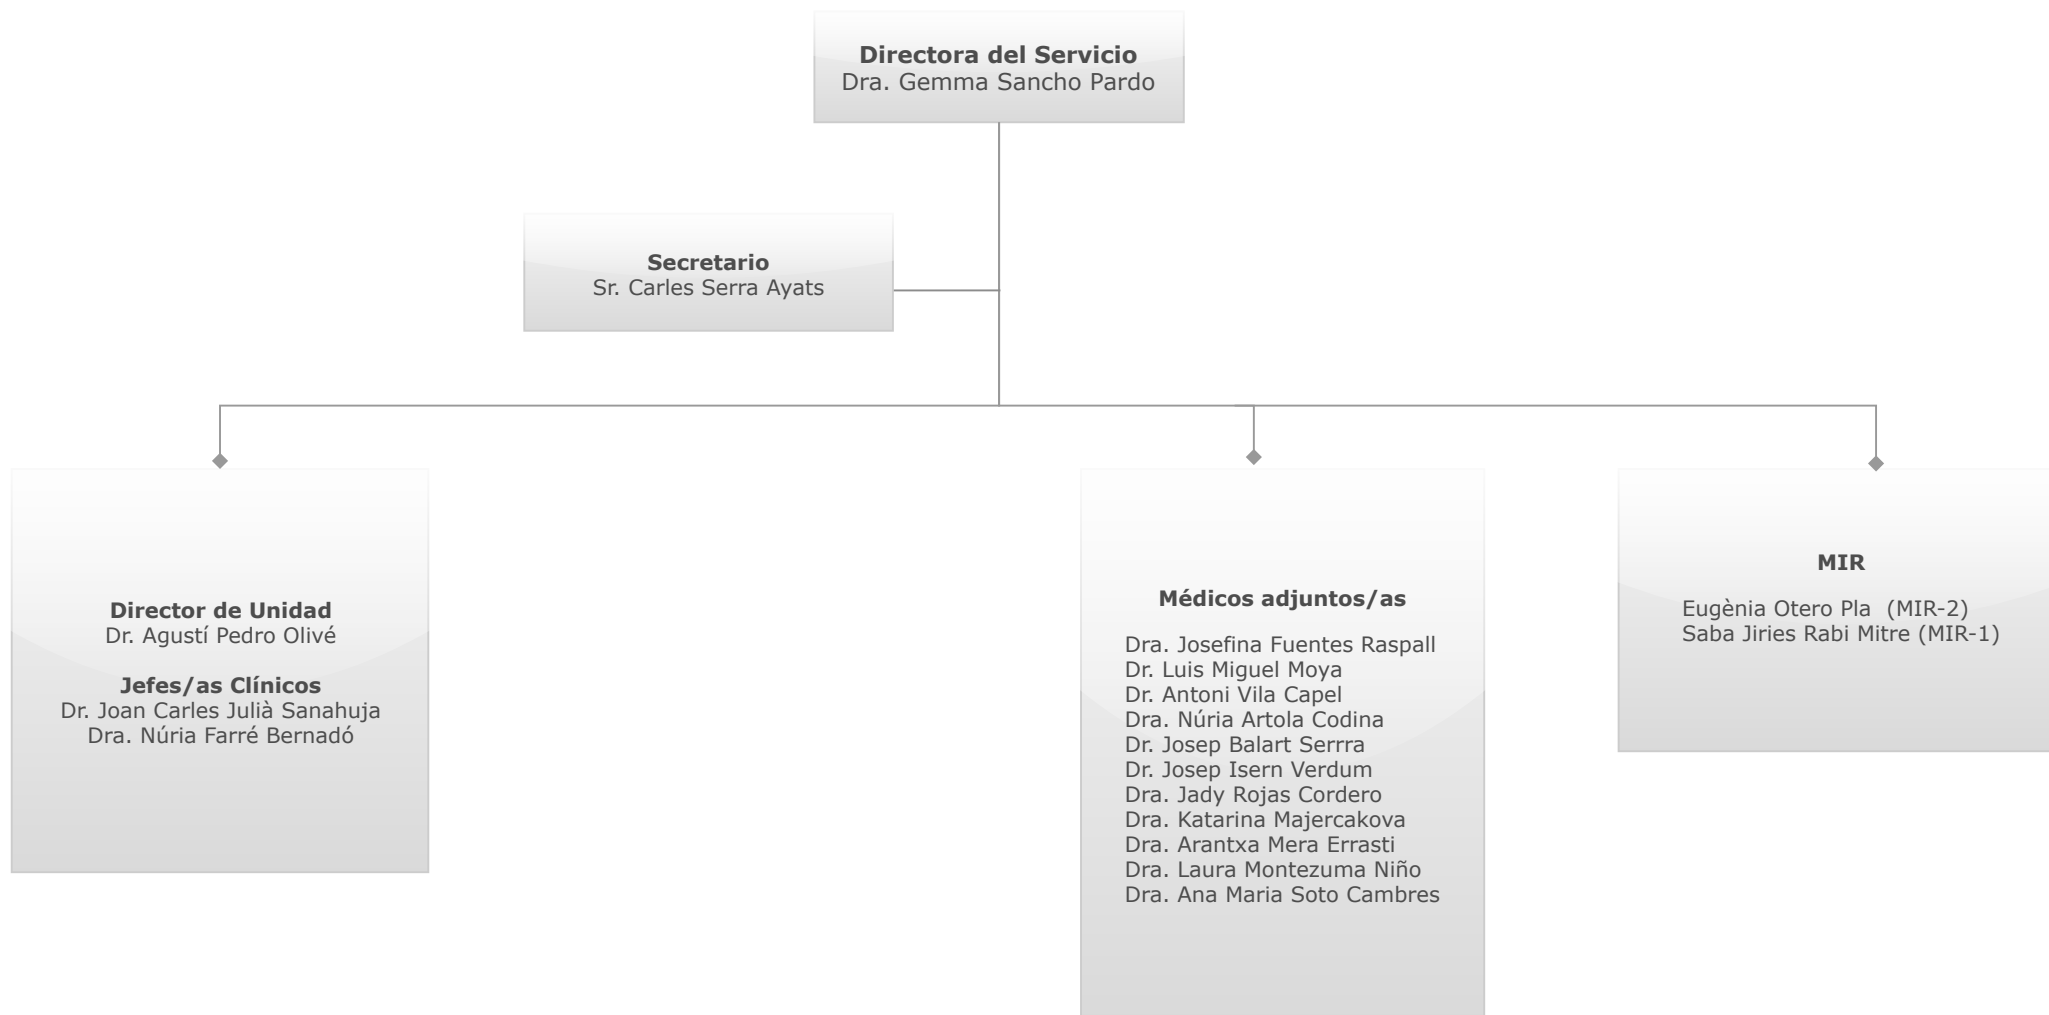 Directora del Servicio
Dra. Gemma Sancho Pardo
Secretario
Sr. Carles Serra Ayats
Director de Unidad
Dr. Agustí Pedro Olivé
Jefes/as Clínicos
Dr. Joan Carles Julià Sanahuja
Dra. Núria Farré Bernadó
Médicos adjuntos/as
Dra. Josefina Fuentes Raspall
Dr. Luis Miguel Moya
Dr. Antoni Vila Capel
Dra. Núria Artola Codina
Dr. Josep Balart Serrra
Dr. Josep Isern Verdum
Dra. Jady Rojas Cordero
Dra. Katarina Majercakova
Dra. Arantxa Mera Errasti
Dra. Laura Montezuma Niño
Dra. Ana Maria Soto Cambres
MIR
Eugènia Otero Pla  (MIR-2)
Saba Jiries Rabi Mitre (MIR-1)